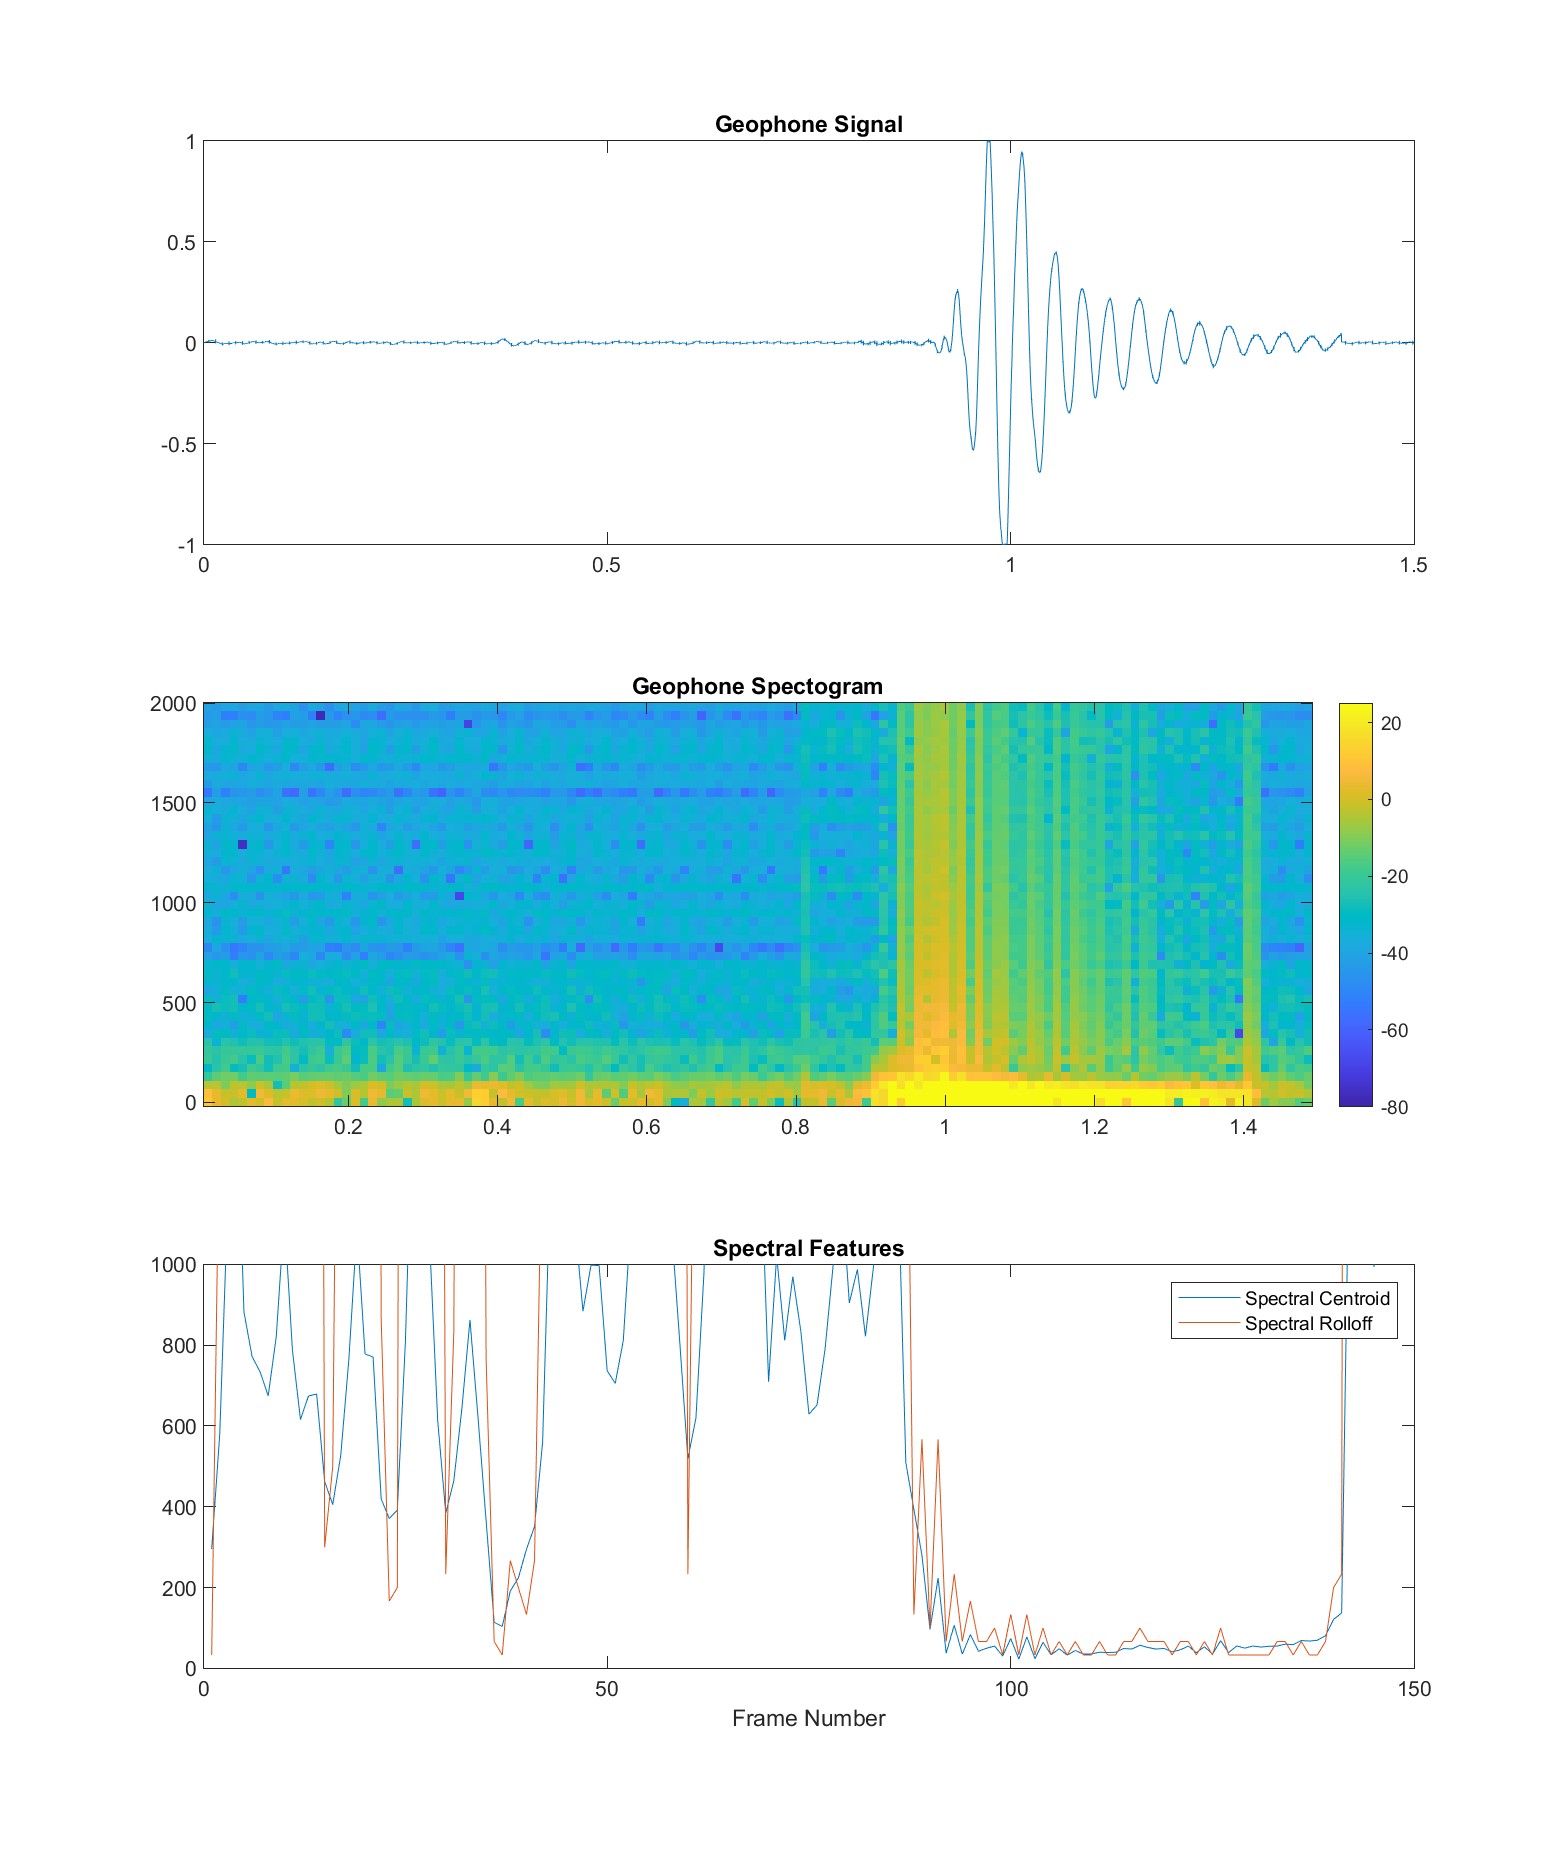 Geophone Signal
1
0.5
0
-0.5
-1
0 0.5 1 1.5
Geophone Spectogram
2000
1500
1000
500
0
0.2 0.4 0.6 0.8 1 1.2 1.4
20
0
-20
-40
-60
-80
Spectral Features
1000
800
600
400
200
0
Spectral Centroid
Spectral Rolloff
0 50 100 150
Frame Number